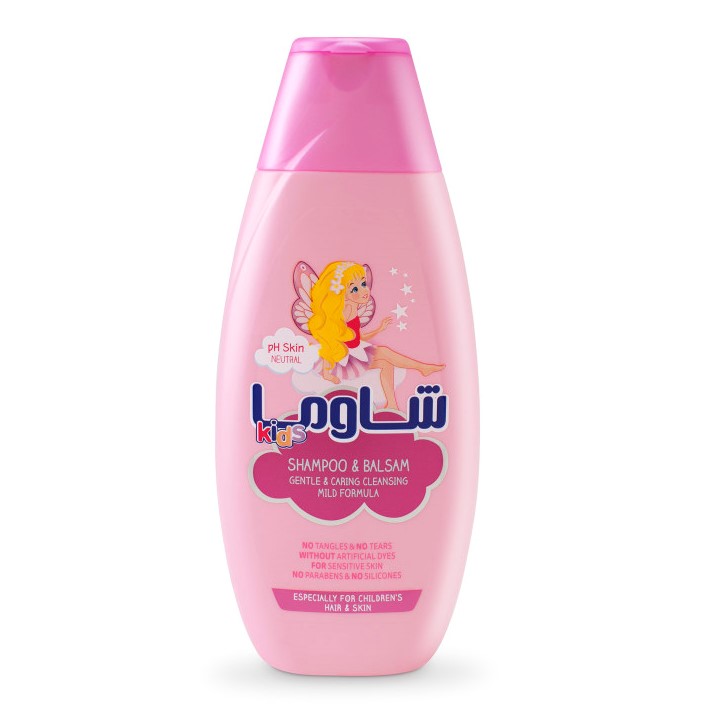 pH Skin
NEUTRAL
شاوما
kids
SHAMPOO & BALSAM
GENTLE & CARING CLEANSING
MILD FORMULA
NO TANGLES & NO TEARS
WITHOUT ARTIFICIAL DYES
FOR SENSITIVE SKIN
NO PARABENS & NO SILICONES
ESPECIALLY FOR CHILDREN'S
HAIR & SKIN